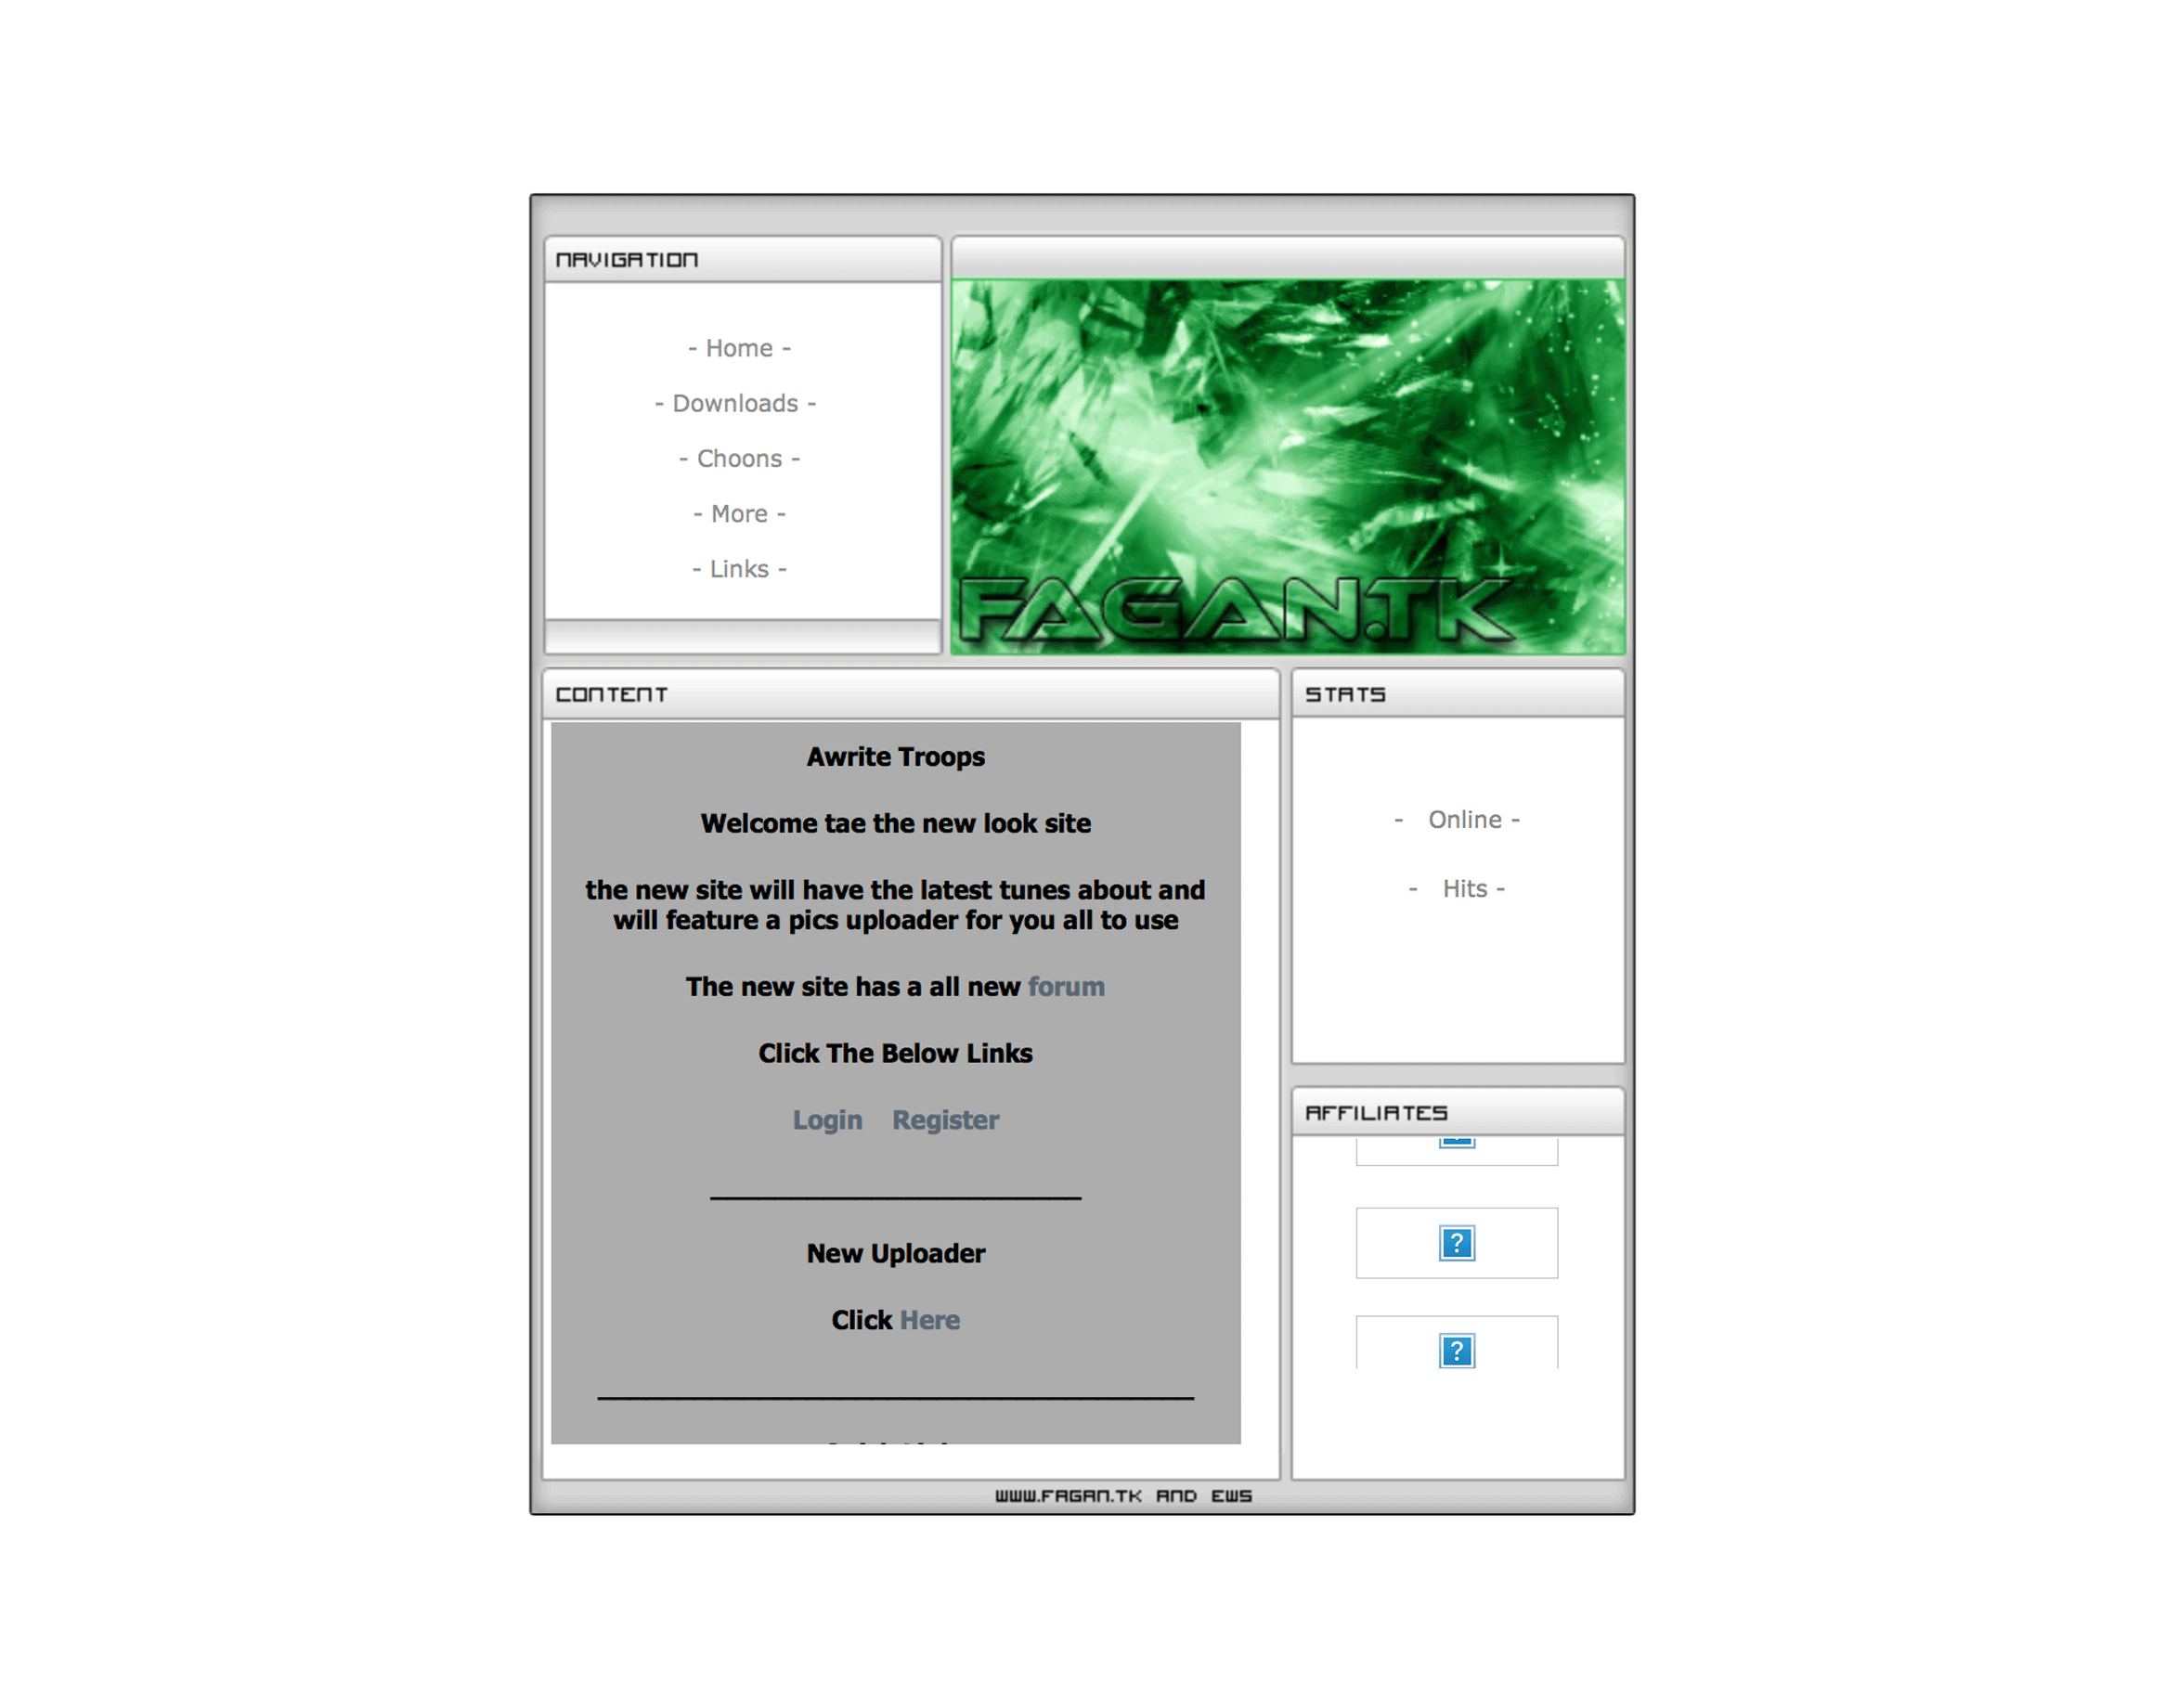 NAVIGATION
- Home -
- Downloads -
- Choons -
- More -
- Links -
FAGAN.TK
CONTENT
Awrite Troops
Welcome tae the new look site
the new site will have the latest tunes about and
will feature a pics uploader for you all to use
The new site has a all new forum
Click The Below Links
Login Register
New Uploader
Click Here
STATS
- Online -
- Hits -
AFFILIATES
WWW.FAGAN.TK AND EWS